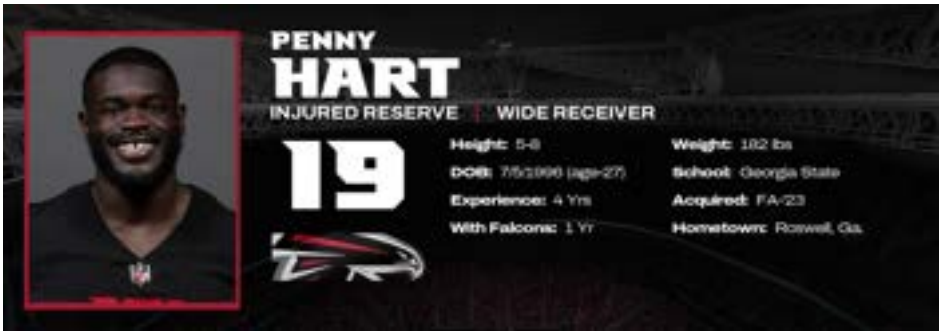 PENNY
HART
INJURED RESERVE | WIDE RECEIVER
19
Height: 5-8
Weight: 182 lbs
DOB: 7/5/1996 (age-27)
School: Georgia State
Experience: 4 Yrs
Acquired: FA-'23
With Falcons: 1 Yr
Hometown: Roswell, Ga.